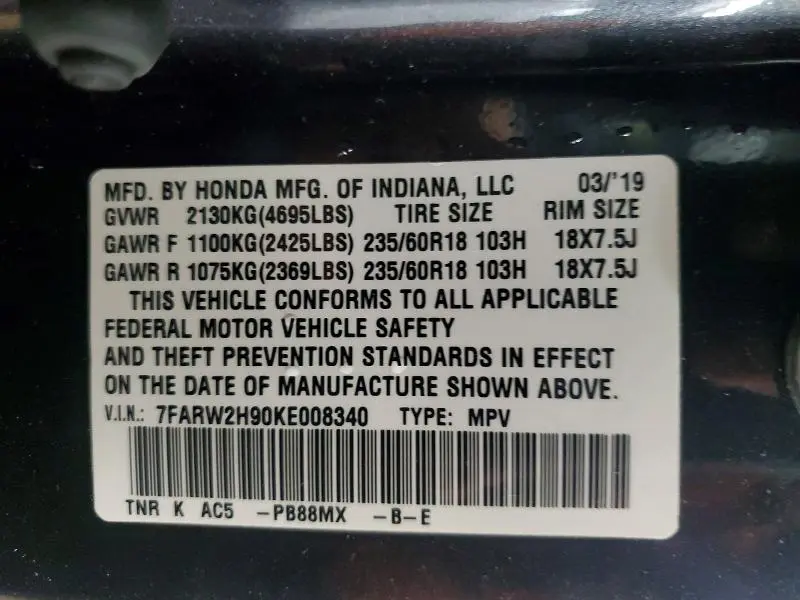 MFD. BY HONDA MFG. OF INDIANA, LLC 03/'19
GVWR 2130KG(4695LBS) TIRE SIZE RIM SIZE
GAWR F 1100KG(2425LBS) 235/60R18 103H 18X7.5J
GAWR R 1075KG(2369LBS) 235/60R18 103H 18X7.5J
THIS VEHICLE CONFORMS TO ALL APPLICABLE
FEDERAL MOTOR VEHICLE SAFETY
AND THEFT PREVENTION STANDARDS IN EFFECT
ON THE DATE OF MANUFACTURE SHOWN ABOVE.
V.I.N.: 7FARW2H90KE008340 TYPE: MPV
TNR K AC5 -PB88MX -B-E